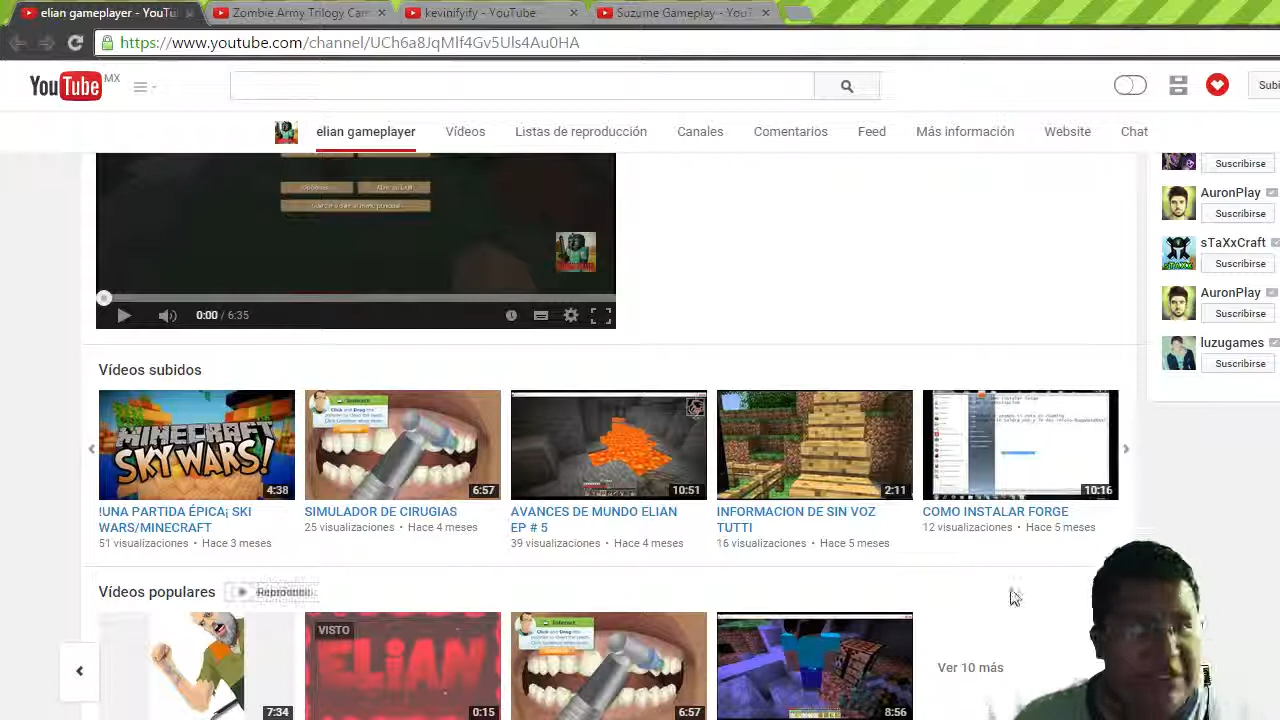 elian gameplayer - YouT
Zombie Army Trilogy Cam
kevinfyify - YouTube
Suzume Gameplay - YouT
https://www.youtube.com/channel/
YouTube MX
Subi
elian gameplayer
Vídeos
Listas de reproducción
Canales
Comentarios
Feed
Más información
Website
Chat
Suscribirse
AuronPlay
Suscribirse
sTaXxCraft
Suscribirse
AuronPlay
Suscribirse
luzugames
Suscribirse
0:00 / 6:35
Vídeos subidos
MINECRAFT
SKY WARS!
4:38
6:57
10:51
2:11
10:16
!UNA PARTIDA ÉPICA¡ SKI
WARS/MINECRAFT
51 visualizaciones • Hace 3 meses
SIMULADOR DE CIRUGIAS
25 visualizaciones • Hace 4 meses
AVANCES DE MUNDO ELIAN
EP # 5
39 visualizaciones • Hace 4 meses
INFORMACION DE SIN VOZ
TUTTI
16 visualizaciones • Hace 5 meses
COMO INSTALAR FORGE
12 visualizaciones • Hace 5 meses
Vídeos populares
VISTO
ELIAN
7:34
0:15
6:57
8:56
Ver 10 más